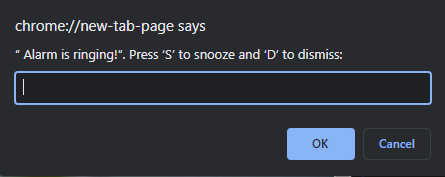 chrome://new-tab-page says
“ Alarm is ringing!”. Press ‘S’ to snooze and ‘D’ to dismiss:
OK Cancel